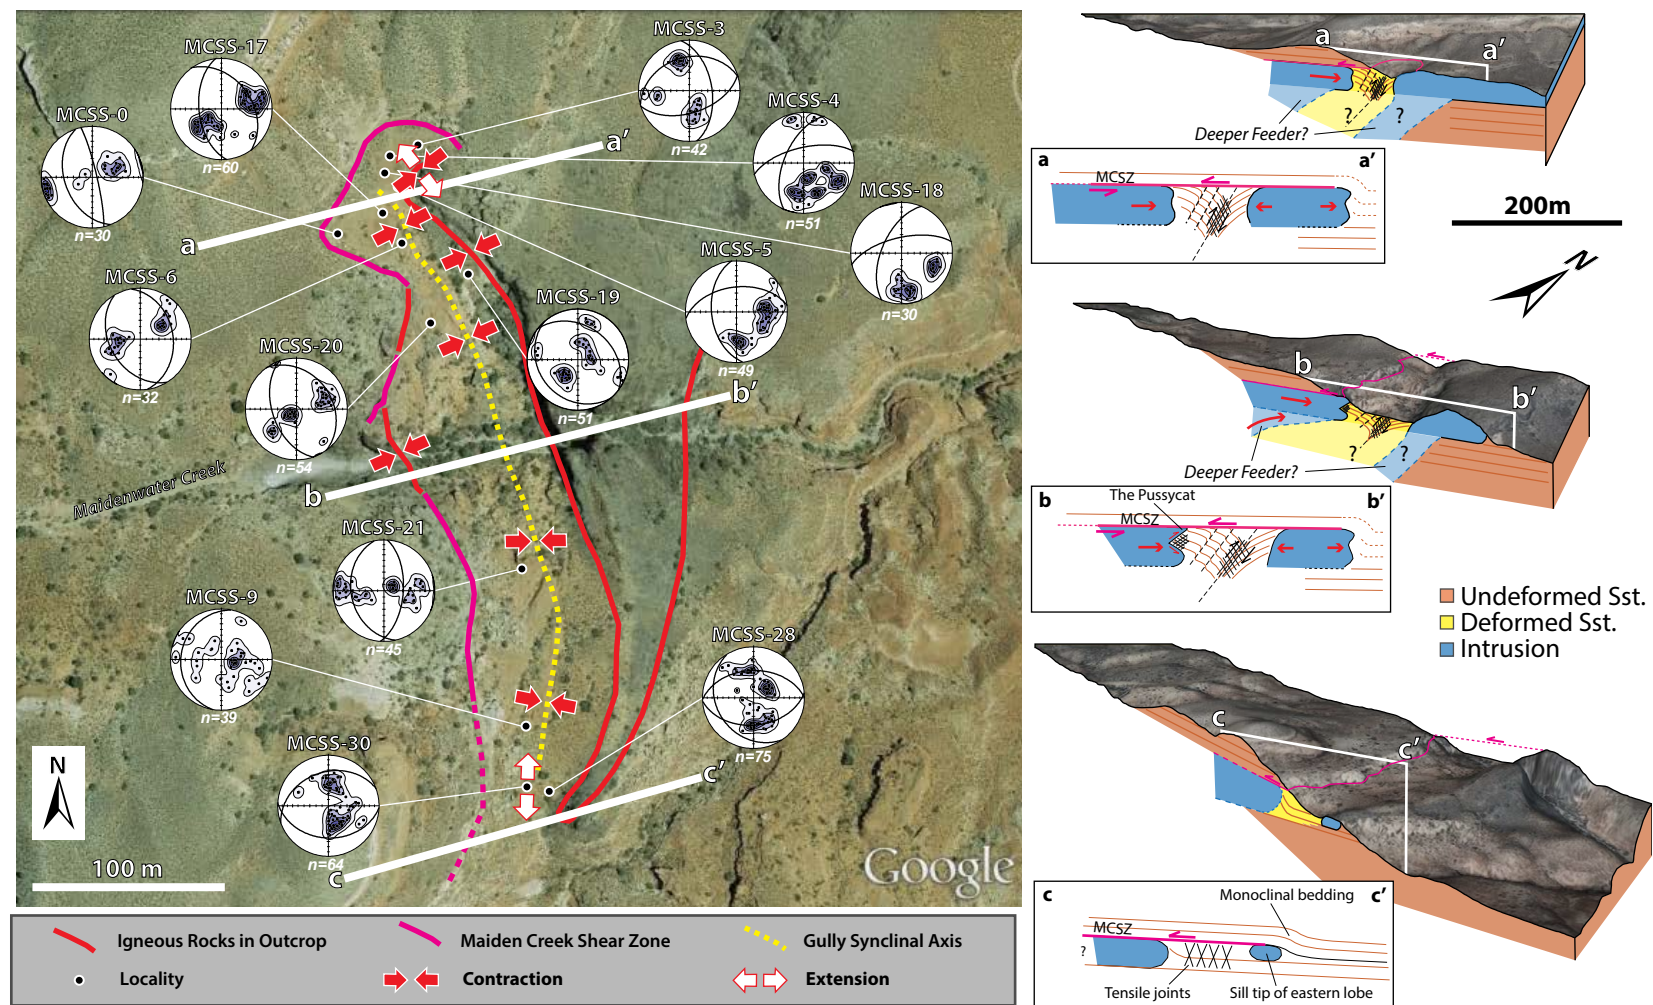 MCSS-17
n=60
MCSS-3
n=42
MCSS-0
n=30
MCSS-4
n=51
MCSS-18
n=30
a
a'
MCSS-6
n=32
MCSS-5
n=49
MCSS-19
n=51
MCSS-20
n=54
b
b'
Maidenwater Creek
MCSS-21
n=45
MCSS-9
n=39
MCSS-28
n=75
MCSS-30
n=64
c
c'
N
100 m
Google
Igneous Rocks in Outcrop
Maiden Creek Shear Zone
Gully Synclinal Axis
Locality
Contraction
Extension
a
a'
?
?
Deeper Feeder?
a
a'
MCSZ
200m
N
b
b'
?
?
Deeper Feeder?
b
The Pussycat
b'
MCSZ
Undeformed Sst.
Deformed Sst.
Intrusion
c
c'
c
Monoclinal bedding
c'
MCSZ
?
Tensile joints
Sill tip of eastern lobe